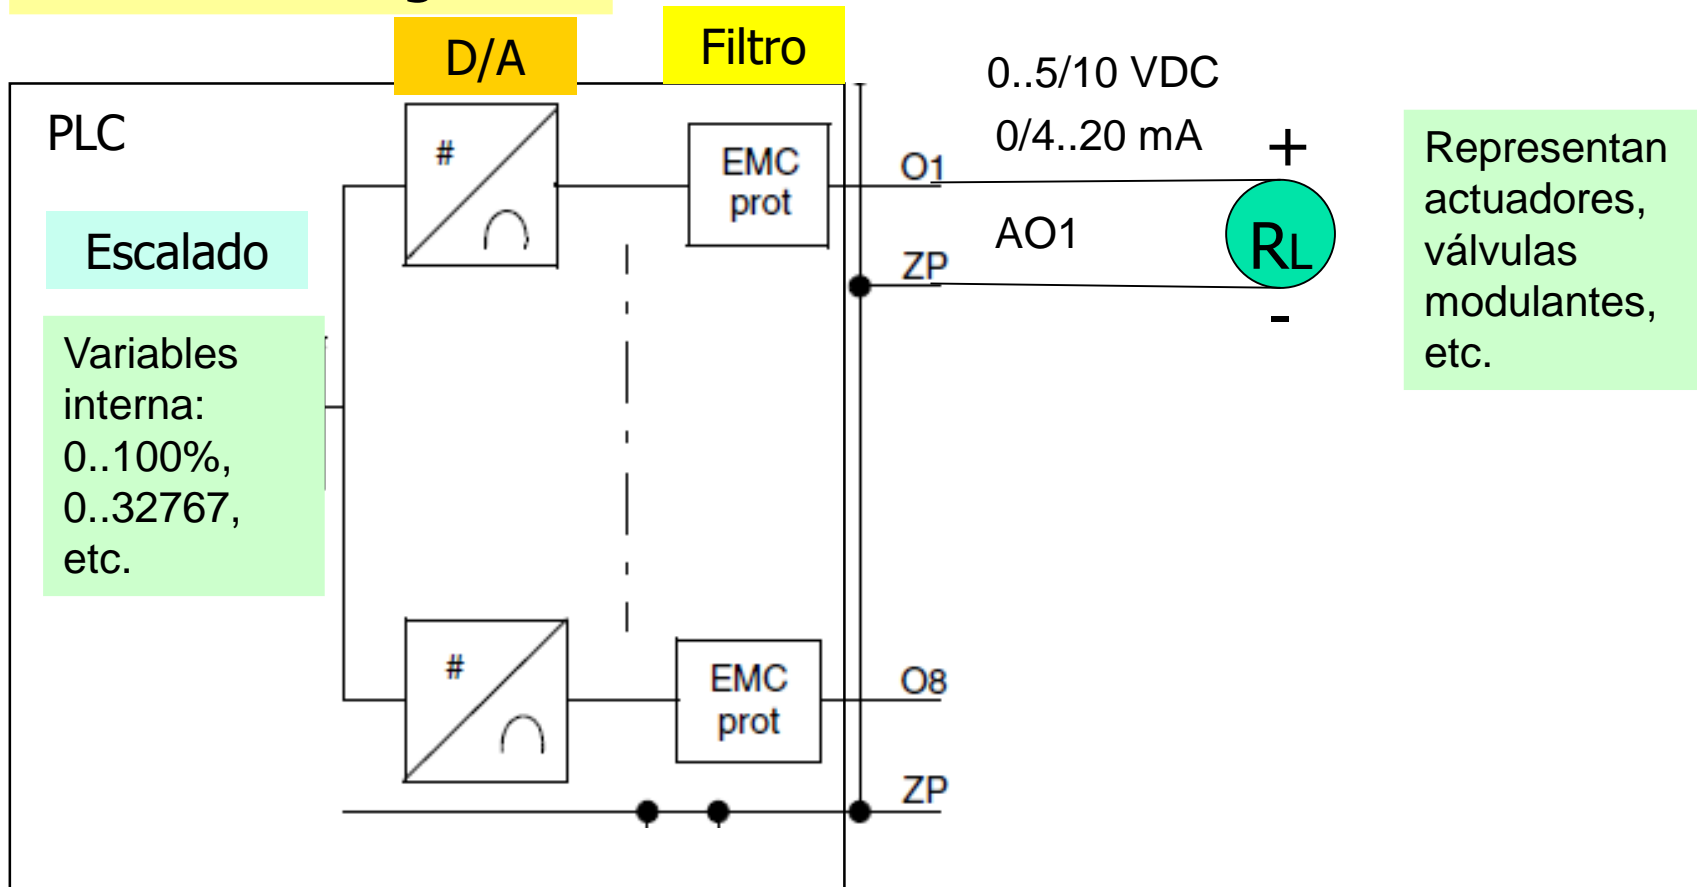 D/A
Filtro
PLC
Escalado
Variables
interna:
0..100%,
0..32767,
etc.
#
EMC
prot
O1
ZP
0..5/10 VDC
0/4..20 mA
AO1
+
RL
-
Representan
actuadores,
válvulas
modulantes,
etc.
#
EMC
prot
O8
ZP